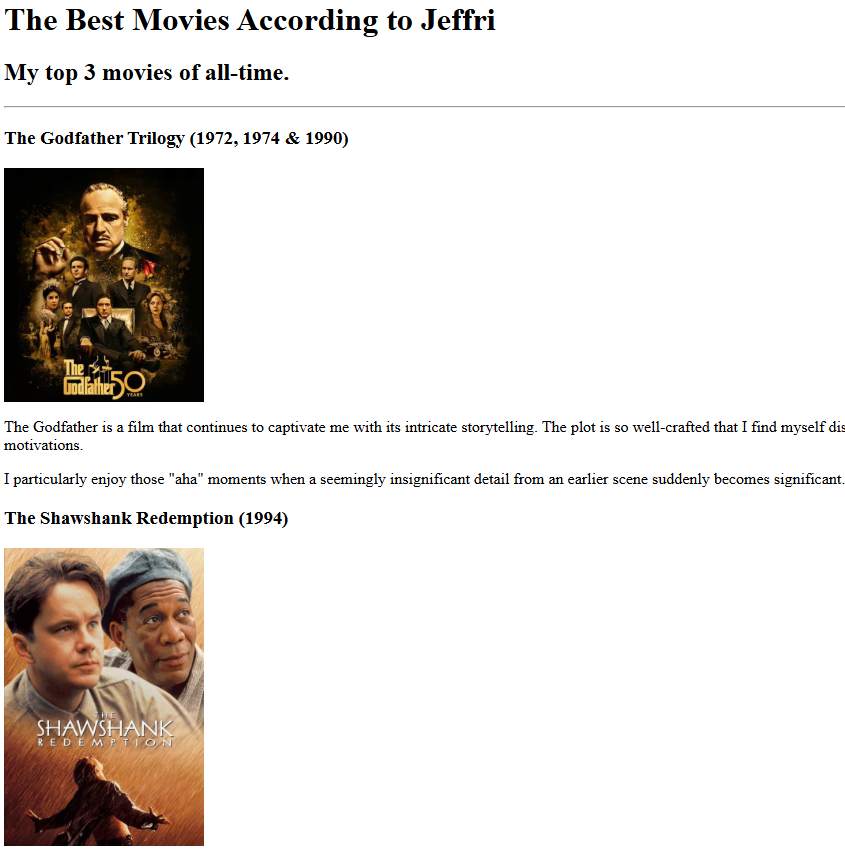 The Best Movies According to Jeffri
My top 3 movies of all-time.
The Godfather Trilogy (1972, 1974 & 1990)
The
Godfather 50
YEARS
The Godfather is a film that continues to captivate me with its intricate storytelling. The plot is so well-crafted that I find myself
motivations.
I particularly enjoy those "aha" moments when a seemingly insignificant detail from an earlier scene suddenly becomes significant.
The Shawshank Redemption (1994)
THE
SHAWSHANK
REDEMPTION